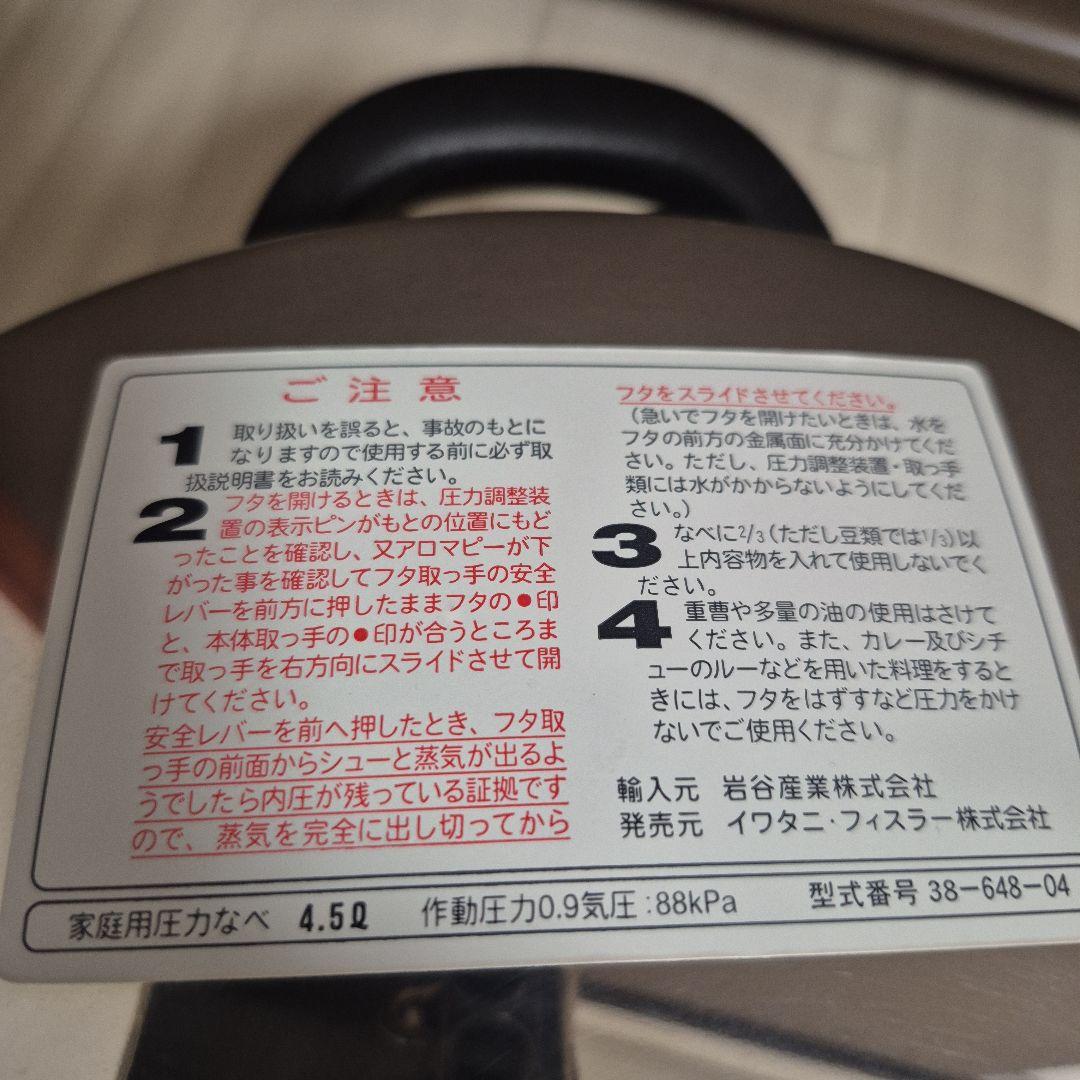 ご注意
1 取り扱いを誤ると、事故のもとに
なりますので使用する前に必ず取
扱説明書をお読みください。
2 フタを開けるときは、圧力調整装
置の表示ピンがもとの位置にもど
ったことを確認し、又アロマピーが下
がった事を確認してフタ取っ手の安全
レバーを前方に押したままフタの●印
と、本体取っ手の●印が合うところま
で取っ手を右方向にスライドさせて開
けてください。
安全レバーを前へ押したとき、フタ取
っ手の前面からシューと蒸気が出るよ
うでしたら内圧が残っている証拠です
ので、蒸気を完全に出し切ってから
フタをスライドさせてください。
(急いでフタを開けたいときは、水を
フタの前方の金属面に充分かけてくだ
さい。ただし、圧力調整装置・取っ手
類には水がかからないようにしてくだ
さい。)
3 なべに2/3(ただし豆類では1/3)以
上内容物を入れて使用しないでく
ださい。
4 重曹や多量の油の使用はさけて
ください。また、カレー及びシチ
ューのルーなどを用いた料理をすると
きには、フタをはずすなど圧力をかけ
ないでご使用ください。
輸入元 岩谷産業株式会社
発売元 イワタニ・フィスラー株式会社
家庭用圧力なべ 4.5ℓ 作動圧力0.9気圧:88kPa 型式番号 38-648-04